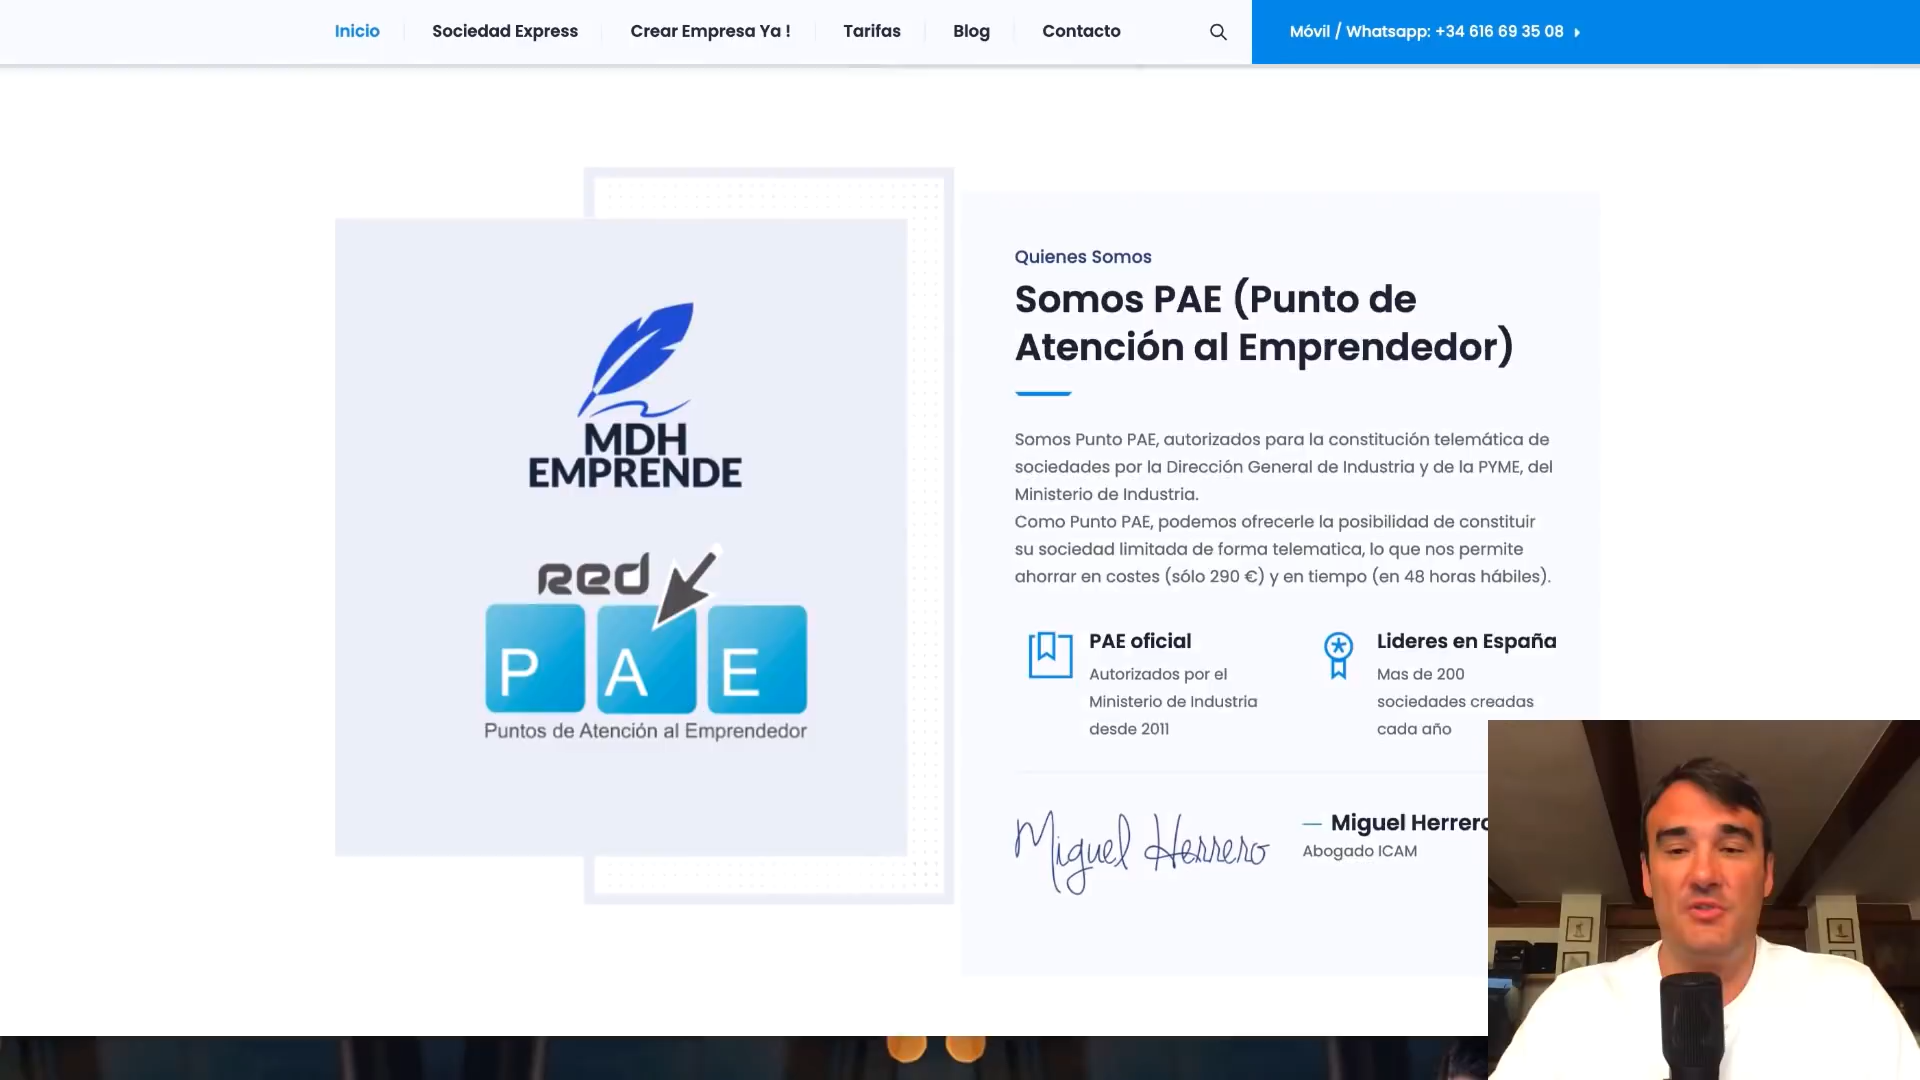 Inicio
Sociedad Express
Crear Empresa Ya !
Tarifas
Blog
Contacto
Móvil / Whatsapp: +34 616 69 35 08
MDH
EMPRENDE
red
P A E
Puntos de Atención al Emprendedor
Quienes Somos
Somos PAE (Punto de
Atención al Emprendedor)
Somos Punto PAE, autorizados para la constitución telemática de
sociedades por la Dirección General de Industria y de la PYME, del
Ministerio de Industria.
Como Punto PAE, podemos ofrecerle la posibilidad de constituir
su sociedad limitada de forma telematica, lo que nos permite
ahorrar en costes (sólo 290 €) y en tiempo (en 48 horas hábiles).
PAE oficial
Autorizados por el
Ministerio de Industria
desde 2011
Lideres en España
Mas de 200
sociedades creadas
cada año
Miguel Herrero
— Miguel Herrero
Abogado ICAM